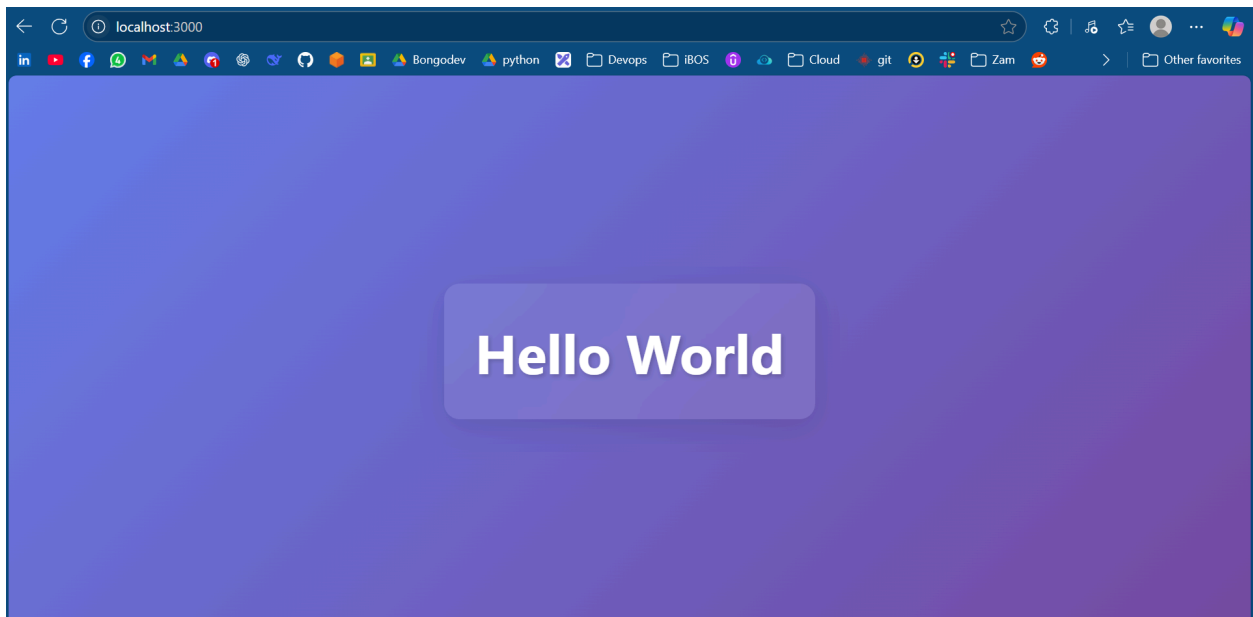 localhost:3000
Bongodev python Devops iBOS Cloud git Zam Other favorites
Hello World